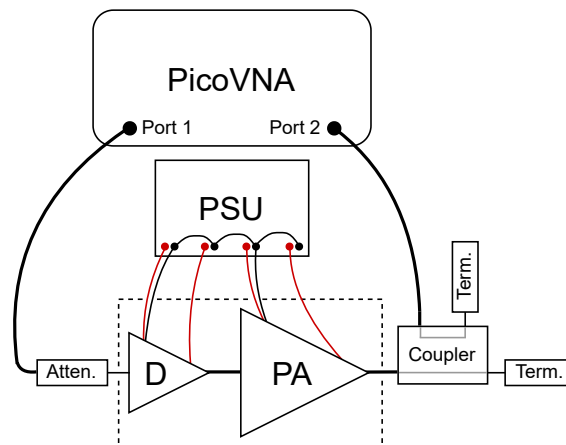 PicoVNA
Port 1
Port 2
PSU
Term.
Coupler
Atten.
D
PA
Term.